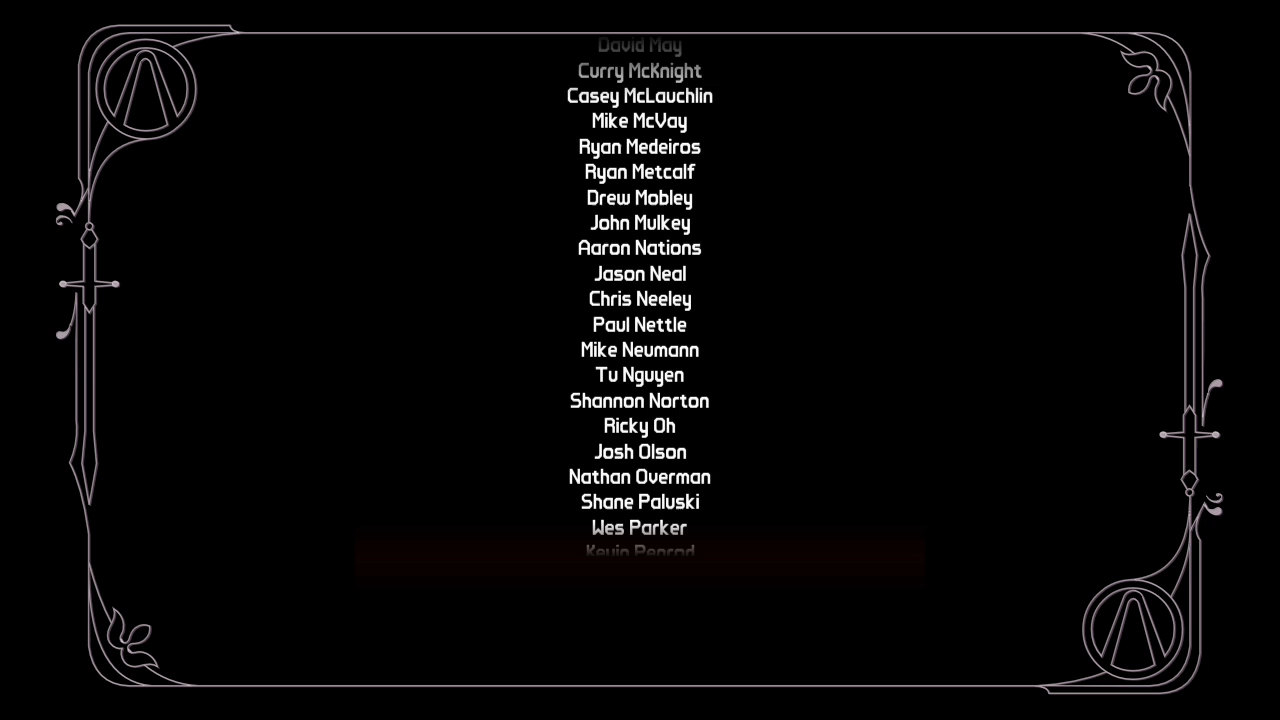 David May
Curry McKnight
Casey McLauchlin
Mike McVay
Ryan Medeiros
Ryan Metcalf
Drew Mobley
John Mulkey
Aaron Nations
Jason Neal
Chris Neeley
Paul Nettle
Mike Neumann
Tu Nguyen
Shannon Norton
Ricky Oh
Josh Olson
Nathan Overman
Shane Paluski
Wes Parker
Kevin Penrod